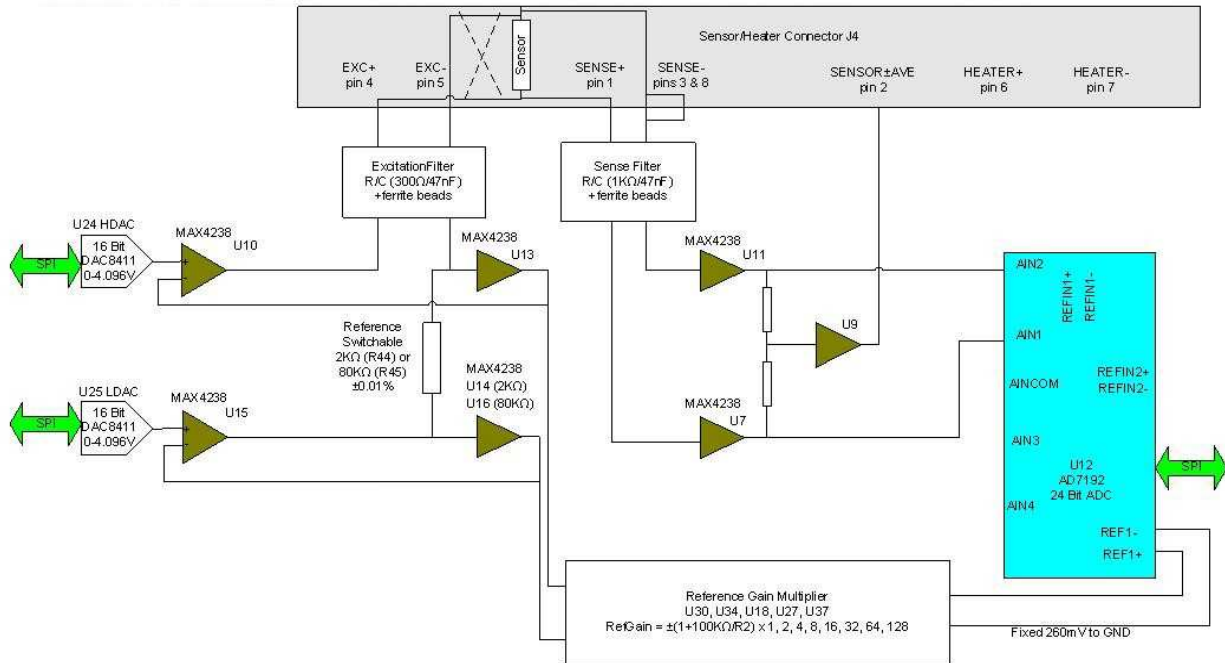 Sensor/Heater Connector J4
Sensor
EXC+
pin 4
EXC-
pin 5
SENSE+
pin 1
SENSE-
pins 3 & 8
SENSOR±AVE
pin 2
HEATER+
pin 6
HEATER-
pin 7
ExcitationFilter
R/C (300Ω/47nF)
+ferrite beads
Sense Filter
R/C (1KΩ/47nF)
+ferrite beads
U24 HDAC
SPI
16 Bit
DAC8411
0-4.096V
MAX4238
U10
+
-
MAX4238
U13
MAX4238
U11
U9
Reference
Switchable
2KΩ (R44) or
80KΩ (R45)
±0.01%
MAX4238
U14 (2KΩ)
U16 (80KΩ)
U25 LDAC
SPI
16 Bit
DAC8411
0-4.096V
MAX4238
U15
+
-
MAX4238
U7
AIN2
REFIN1+
REFIN1-
AIN1
REFIN2+
REFIN2-
AINCOM
AIN3
U12
AD7192
24 Bit ADC
SPI
AIN4
REF1-
REF1+
Reference Gain Multiplier
U30, U34, U18, U27, U37
RefGain = ±(1+100KΩ/R2) x 1, 2, 4, 8, 16, 32, 64, 128
Fixed 260mV to GND